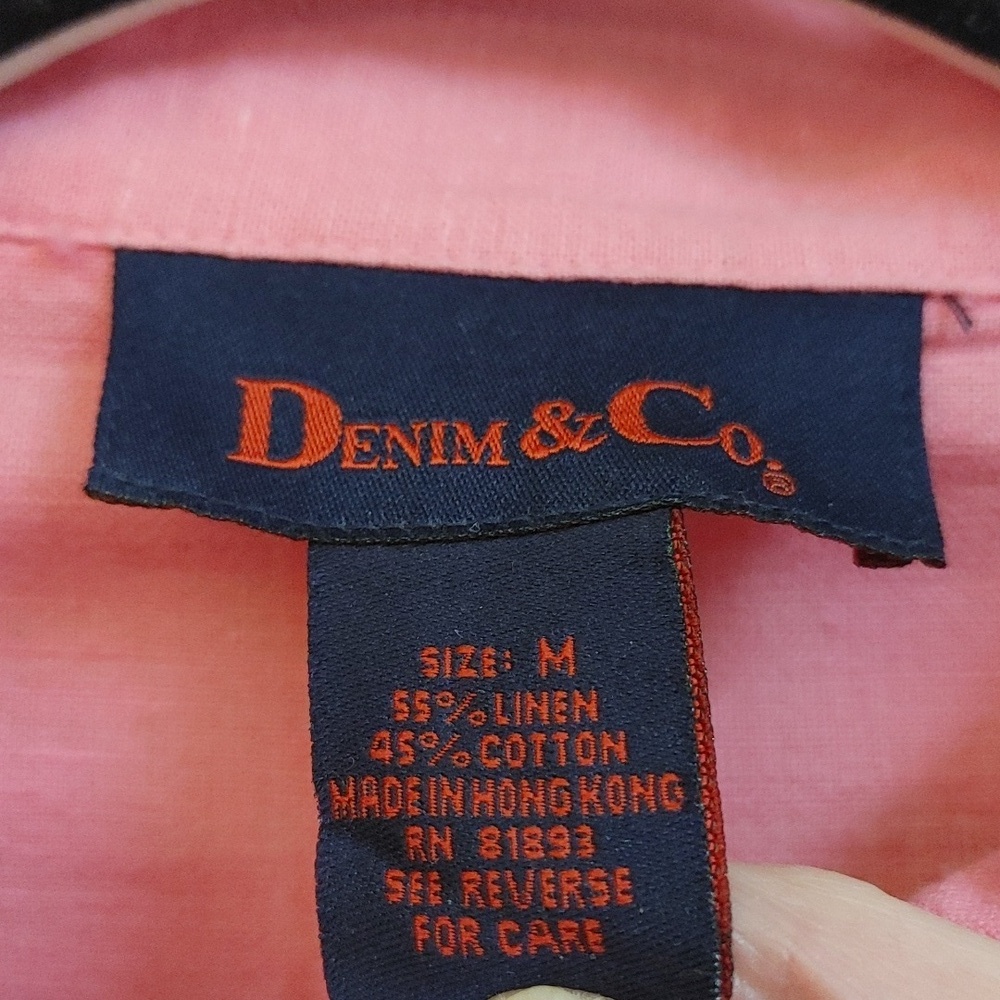 DENIM & CO.®
SIZE: M
55% LINEN
45% COTTON
MADE IN HONG KONG
RN 81893
SEE REVERSE
FOR CARE